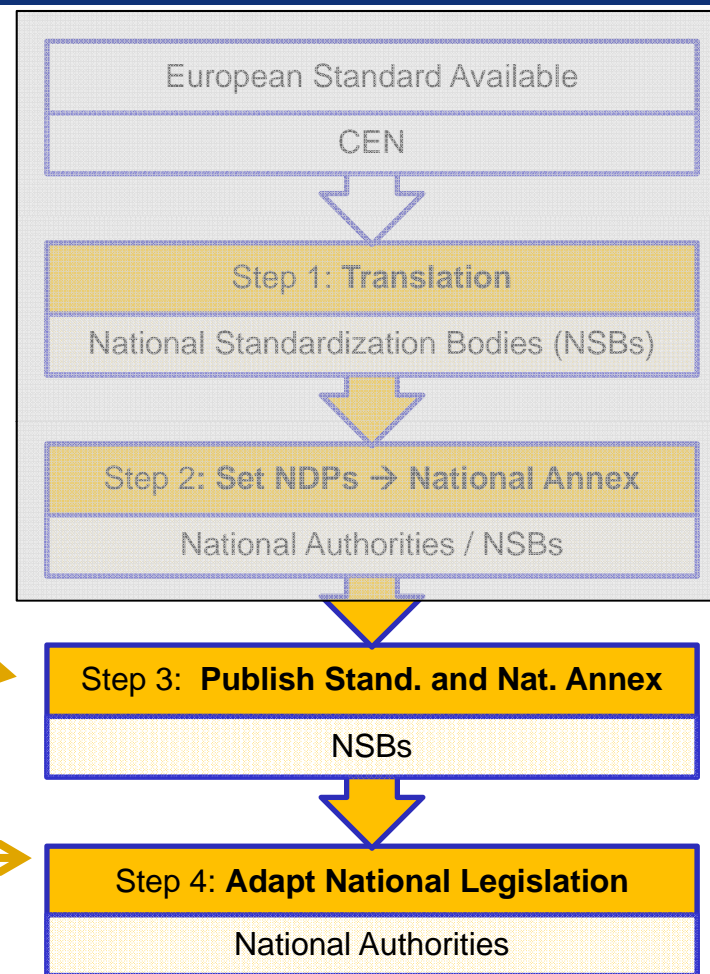 European Standard Available
CEN
Step 1: Translation
National Standardization Bodies (NSBs)
Step 2: Set NDPs → National Annex
National Authorities / NSBs
Step 3: Publish Stand. and Nat. Annex
NSBs
Step 4: Adapt National Legislation
National Authorities